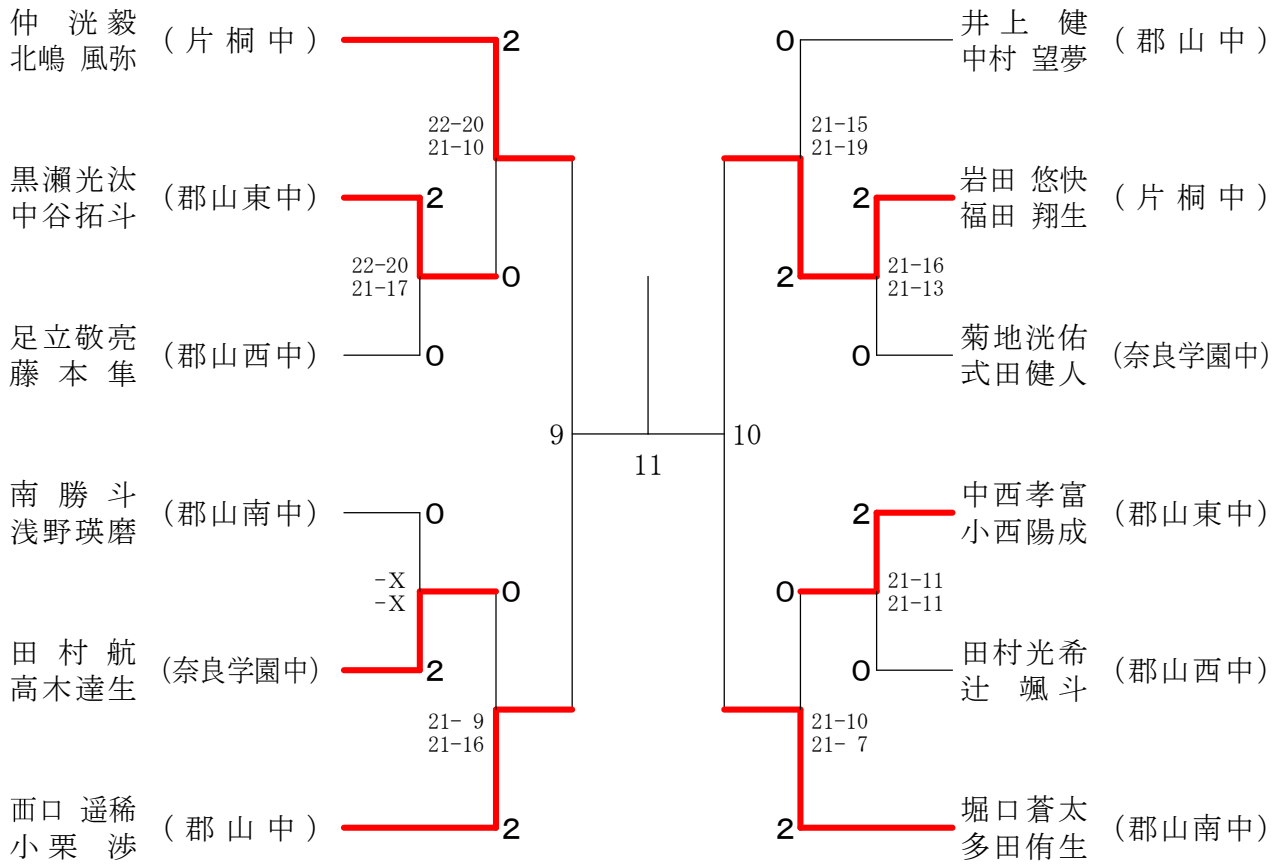 仲 洸毅
北嶋 風弥
(片桐中)
2
22-20
21-10
黒瀬光汰
中谷拓斗
(郡山東中)
2
22-20
21-17
0
足立敬亮
藤本隼
(郡山西中)
0
9
南勝斗
浅野瑛磨
(郡山南中)
0
-X
-X
0
田村航
高木達生
(奈良学園中)
2
21- 9
21-16
西口 遥稀
小栗渉
(郡山中)
2
11
0
井上健
中村 望夢
(郡山中)
21-15
21-19
2
岩田 悠快
福田 翔生
(片桐中)
2
21-16
21-13
0
菊地洸佑
式田健人
(奈良学園中)
10
2
中西孝富
小西陽成
(郡山東中)
0
21-11
21-11
0
田村光希
辻颯斗
(郡山西中)
21-10
21- 7
2
堀口蒼太
多田侑生
(郡山南中)